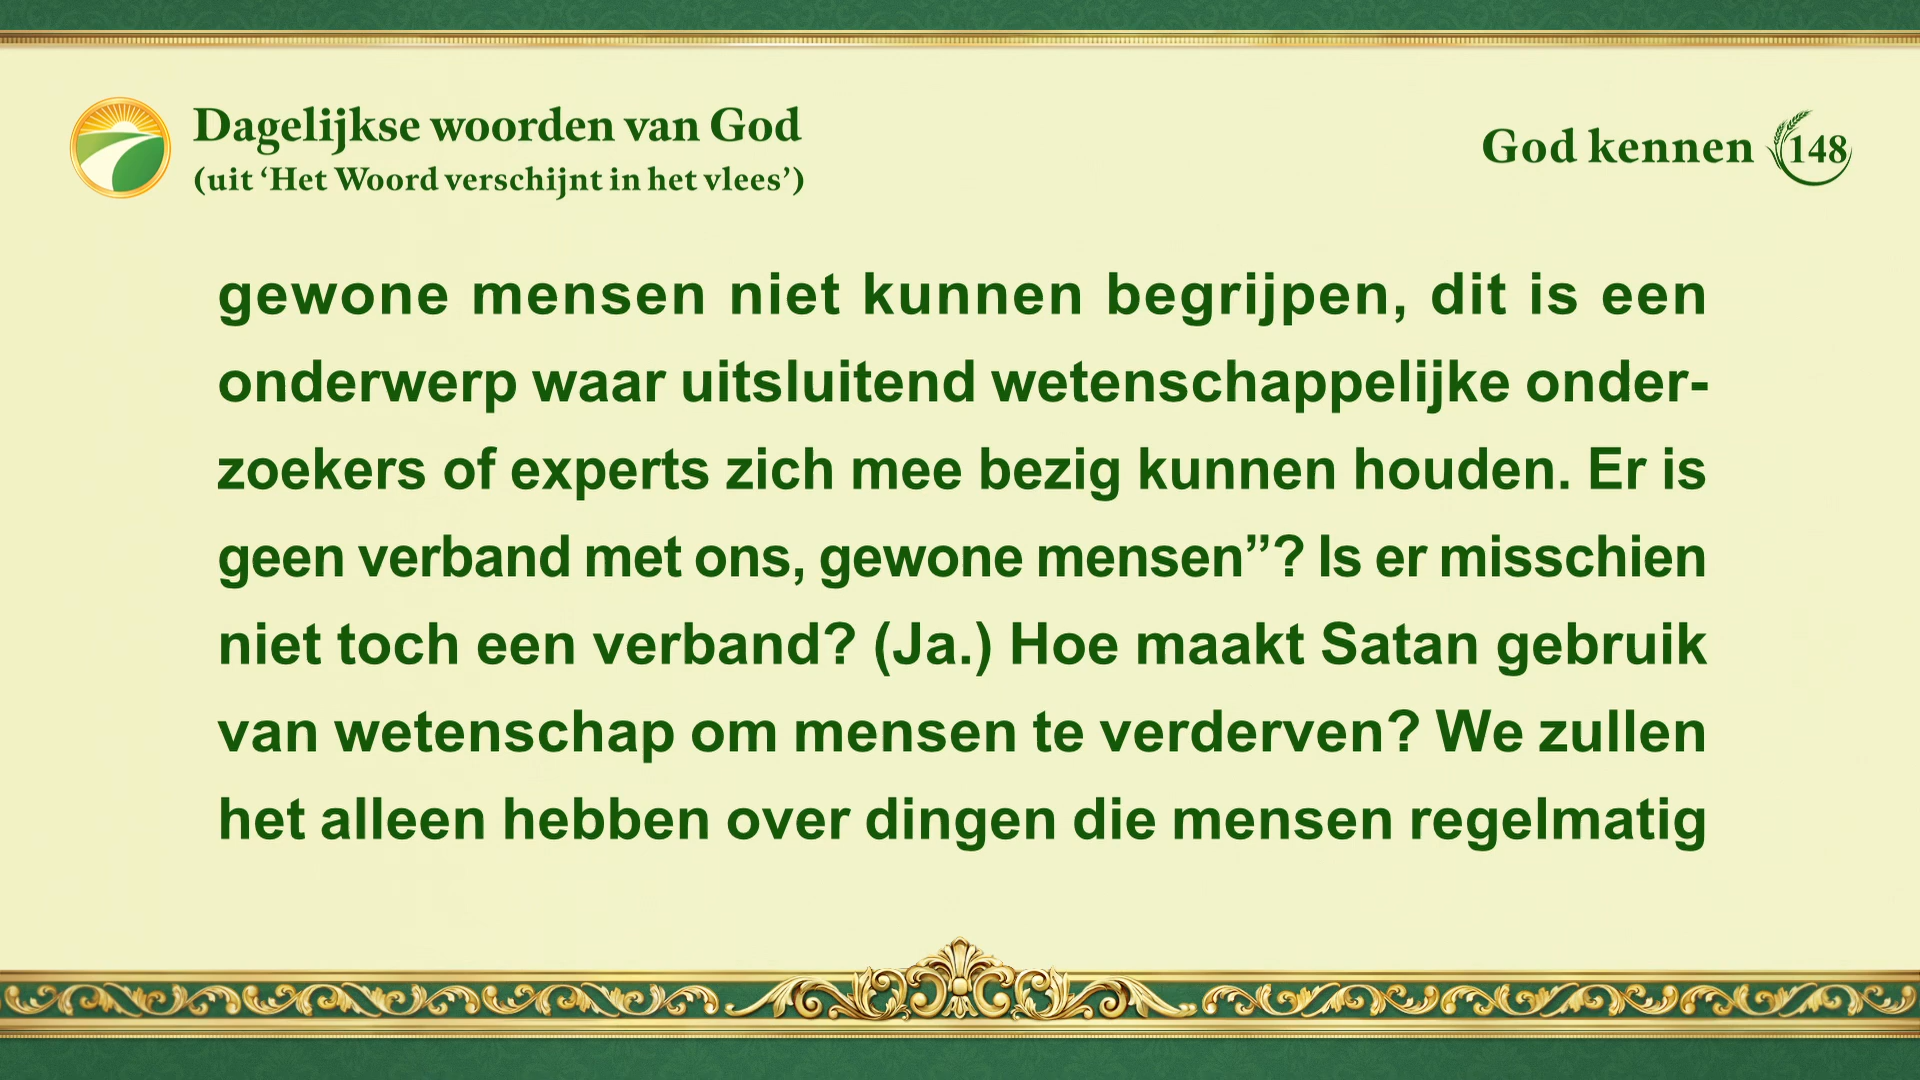 Dagelijkse woorden van God
(uit ‘Het Woord verschijnt in het vlees’)
God kennen 148
gewone mensen niet kunnen begrijpen, dit is een
onderwerp waar uitsluitend wetenschappelijke onder-
zoekers of experts zich mee bezig kunnen houden. Er is
geen verband met ons, gewone mensen”? Is er misschien
niet toch een verband? (Ja.) Hoe maakt Satan gebruik
van wetenschap om mensen te verderven? We zullen
het alleen hebben over dingen die mensen regelmatig